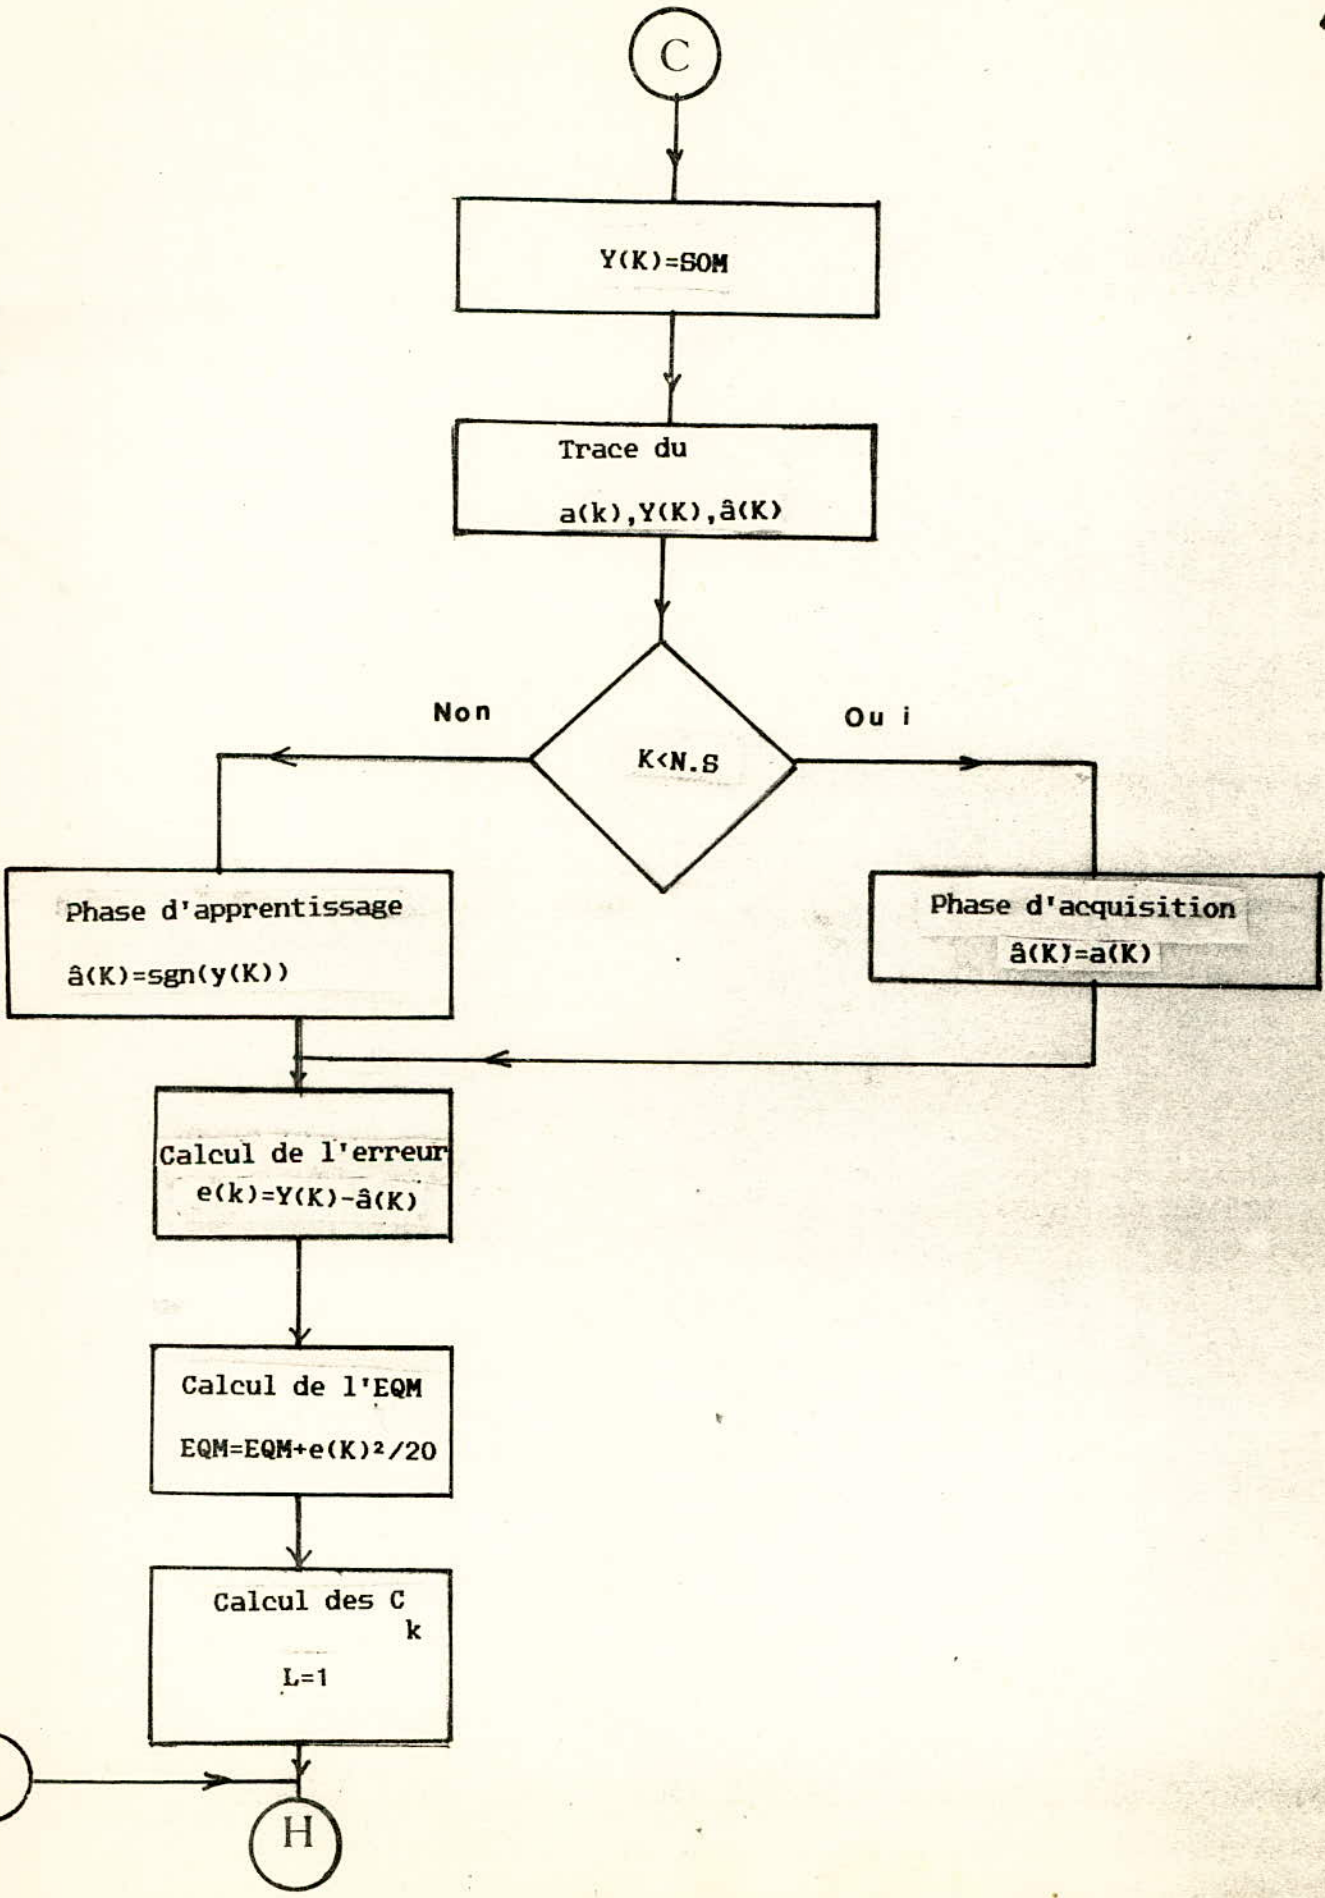 C
Y(K)=SOM
Trace du
a(k),Y(K),â(K)
Non
Oui
K<N.S
Phase d'apprentissage
â(K)=sgn(y(K))
Phase d'acquisition
â(K)=a(K)
Calcul de l'erreur
e(k)=Y(K)-â(K)
Calcul de l'EQM
EQM=EQM+e(K)²/20
Calcul des C
k
L=1
H